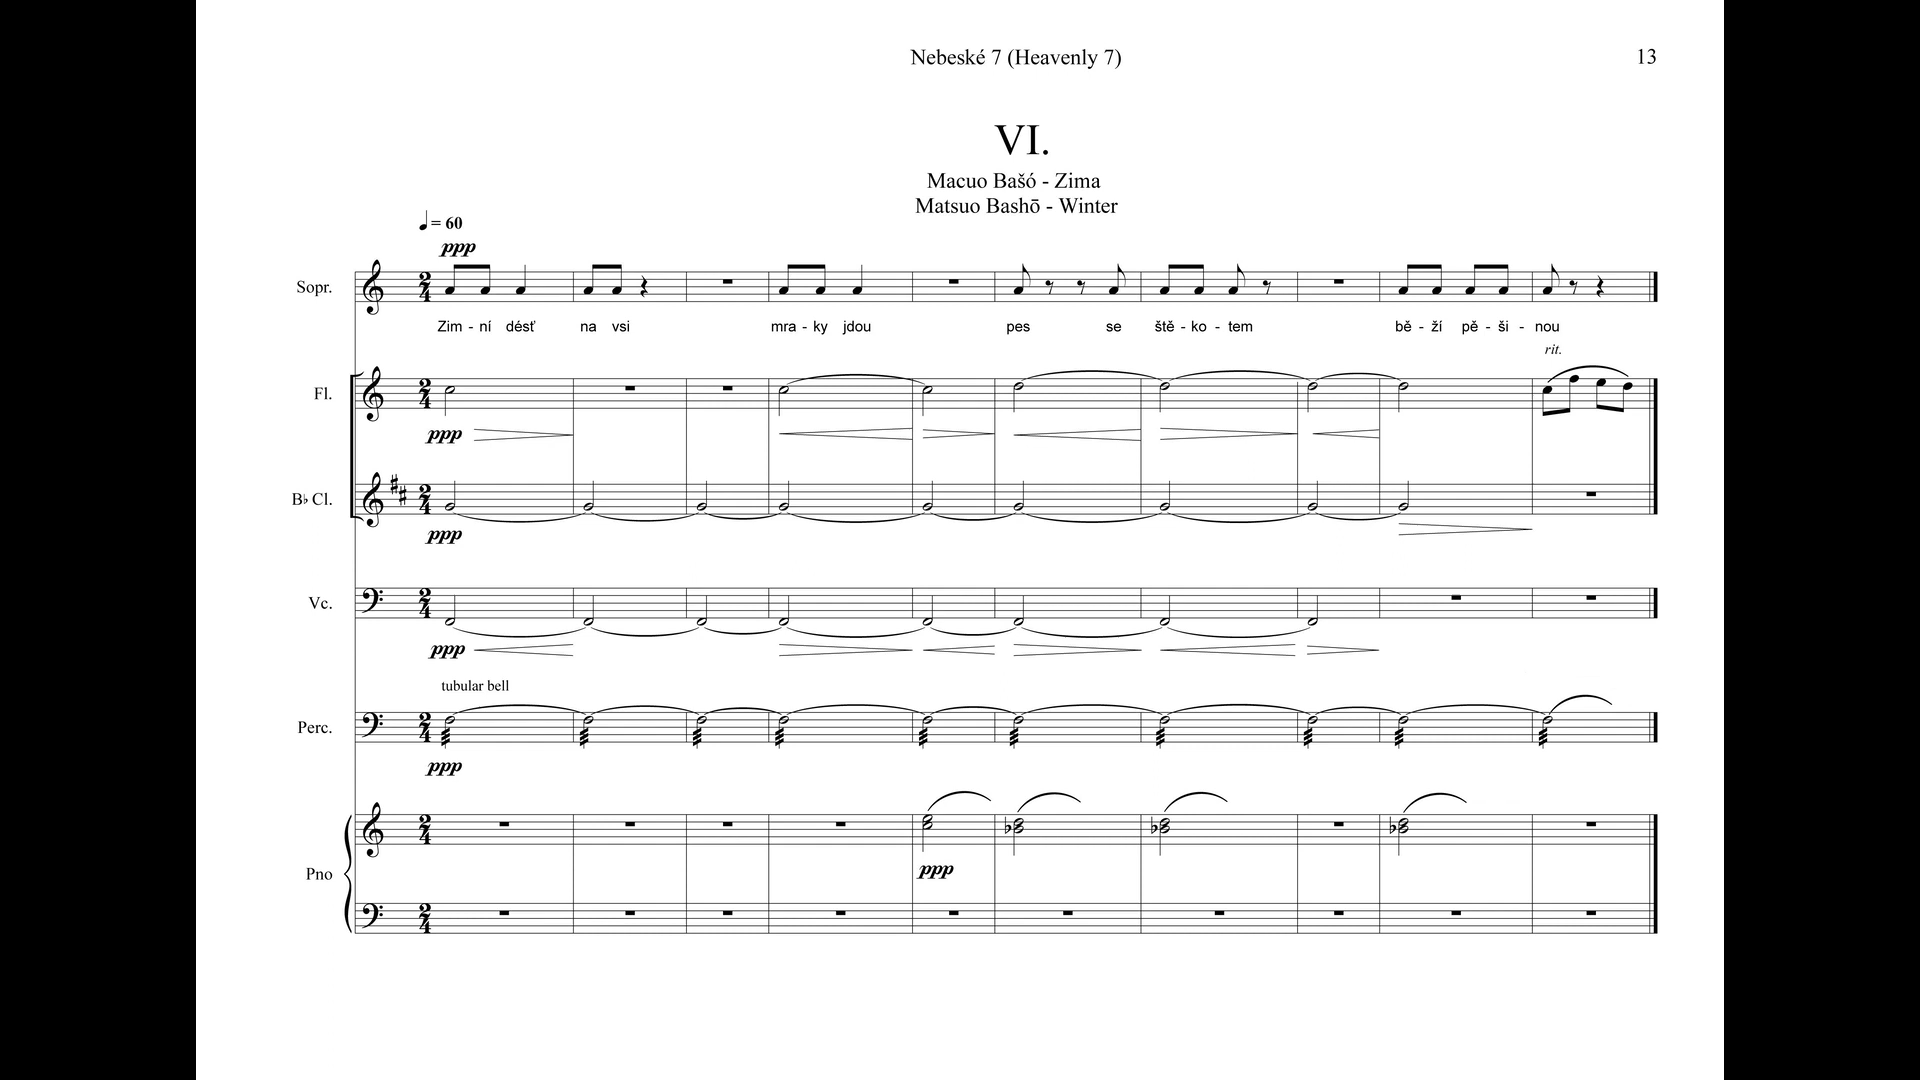 Nebeské 7 (Heavenly 7)
13
VI.
Macuo Bašó - Zima
Matsuo Bashō - Winter
♩ = 60
ppp
Sopr.
Zim - ní désť na vsi mra - ky jdou pes se ště - ko - tem bě - ží pě - ši - nou
rit.
Fl.
ppp
B♭ Cl.
ppp
Vc.
ppp
tubular bell
Perc.
ppp
ppp
Pno